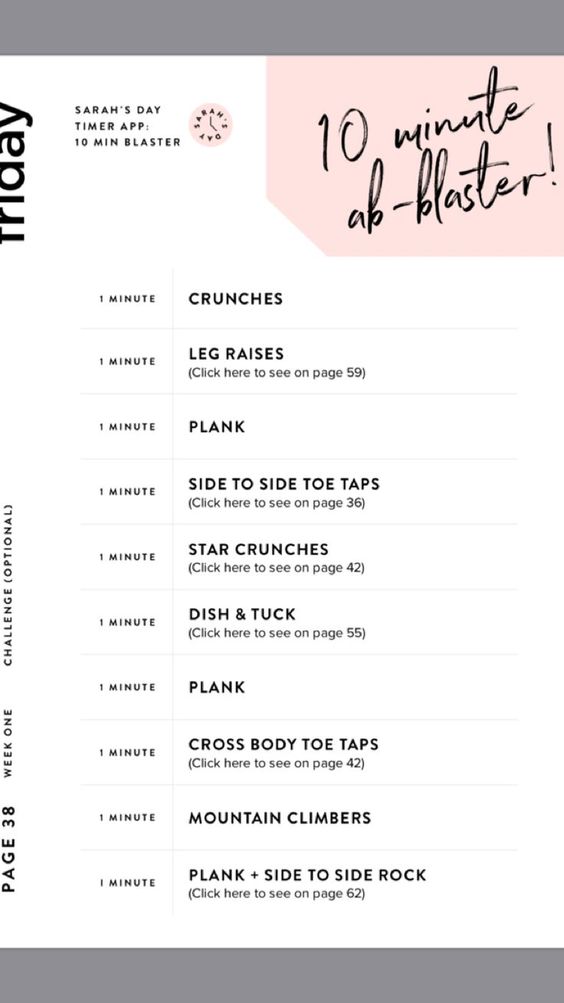 friday
SARAH'S DAY
TIMER APP:
10 MIN BLASTER
SARAH'S DAY
10 minute
ab-blaster!
1 MINUTE CRUNCHES
1 MINUTE LEG RAISES
(Click here to see on page 59)
1 MINUTE PLANK
1 MINUTE SIDE TO SIDE TOE TAPS
(Click here to see on page 36)
1 MINUTE STAR CRUNCHES
(Click here to see on page 42)
1 MINUTE DISH & TUCK
(Click here to see on page 55)
1 MINUTE PLANK
1 MINUTE CROSS BODY TOE TAPS
(Click here to see on page 42)
1 MINUTE MOUNTAIN CLIMBERS
1 MINUTE PLANK + SIDE TO SIDE ROCK
(Click here to see on page 62)
PAGE 38 WEEK ONE CHALLENGE (OPTIONAL)